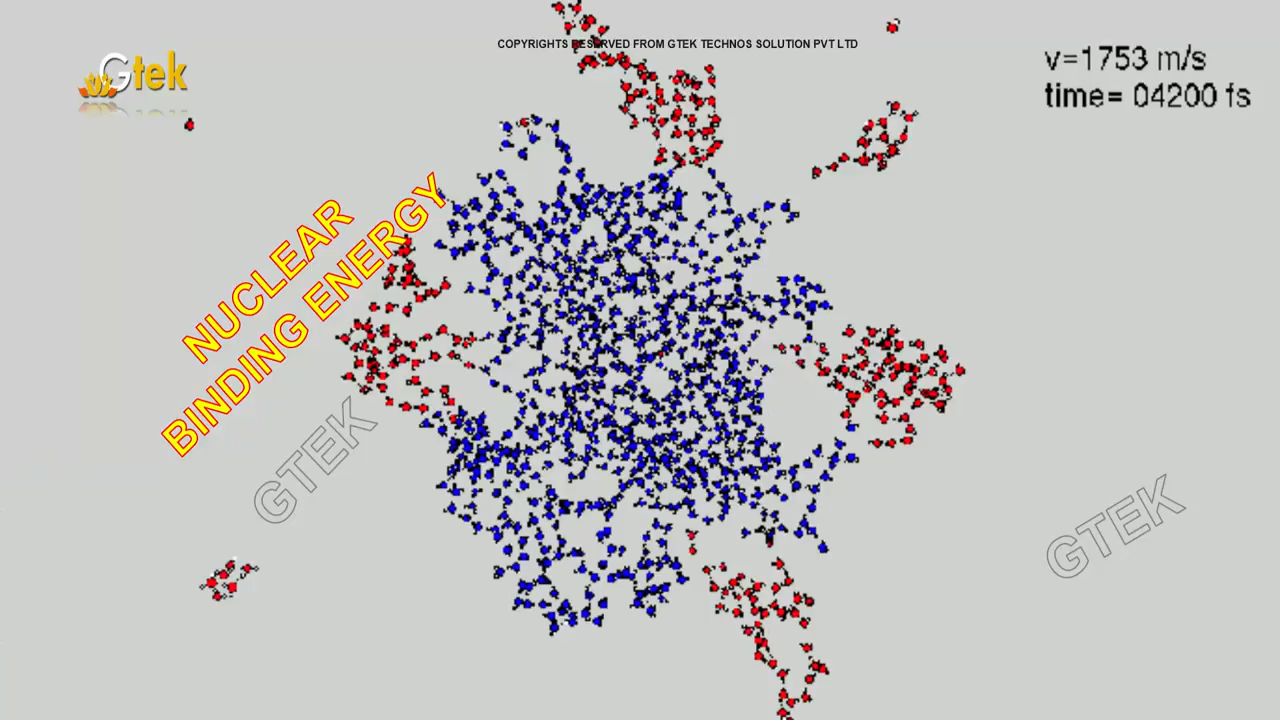 COPYRIGHTS RESERVED FROM GTEK TECHNOS SOLUTION PVT LTD
Gtek
v=1753 m/s
time= 04200 fs
NUCLEAR
BINDING ENERGY
GTEK
GTEK